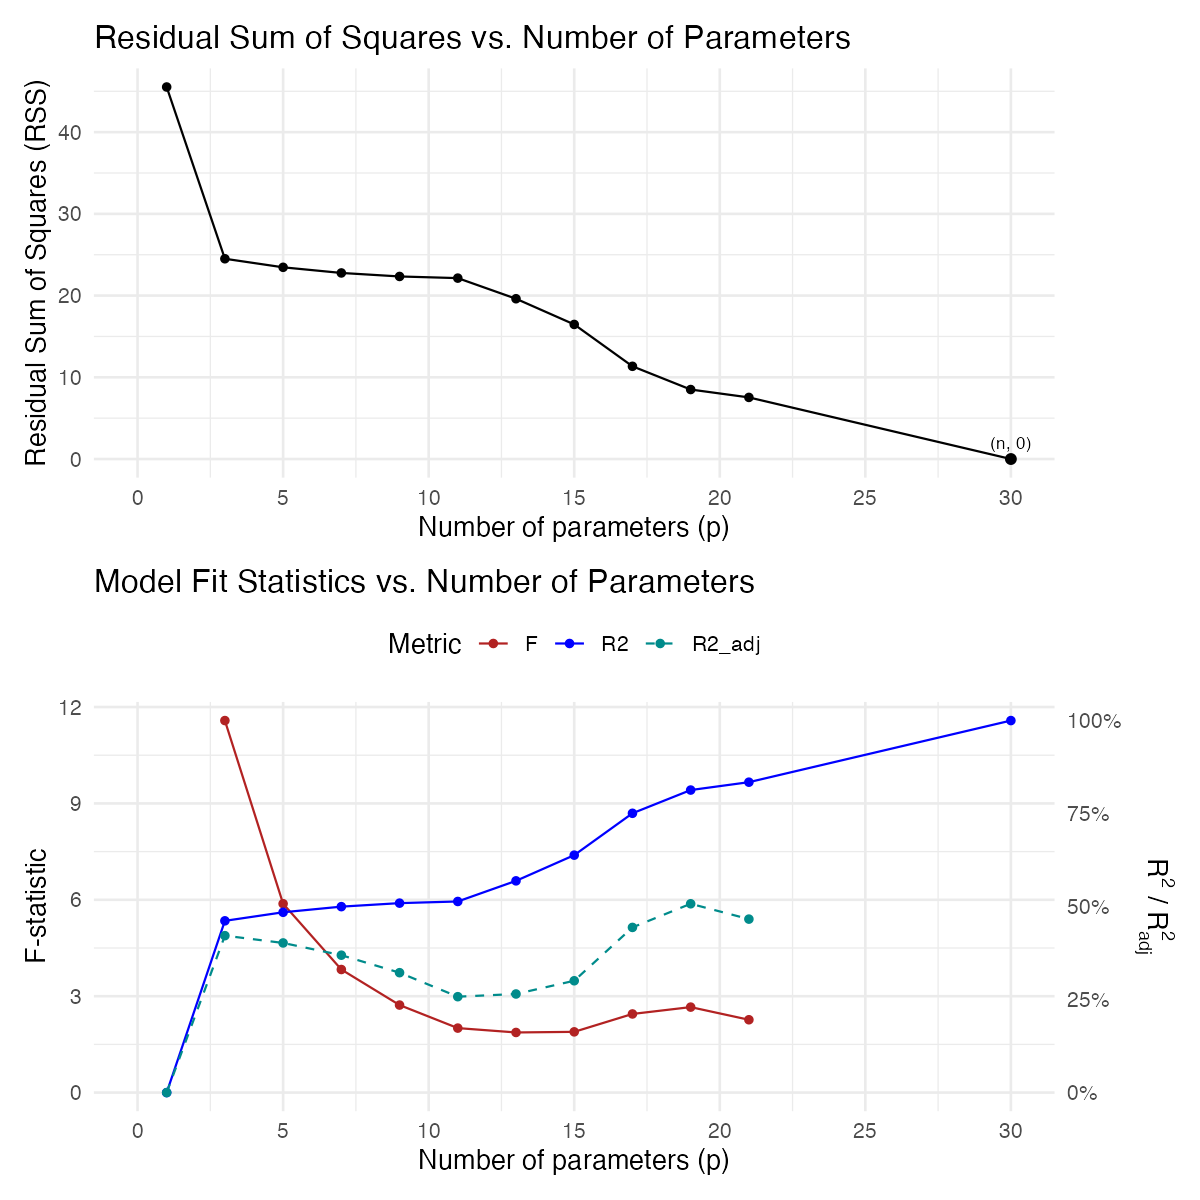 Residual Sum of Squares vs. Number of Parameters
Residual Sum of Squares (RSS)
40
30
20
10
0
(n, 0)
0 5 10 15 20 25 30
Number of parameters (p)
Model Fit Statistics vs. Number of Parameters
Metric F R2 R2_adj
F-statistic
12
9
6
3
0
100%
75%
50%
25%
0%
R² / R²adj
0 5 10 15 20 25 30
Number of parameters (p)